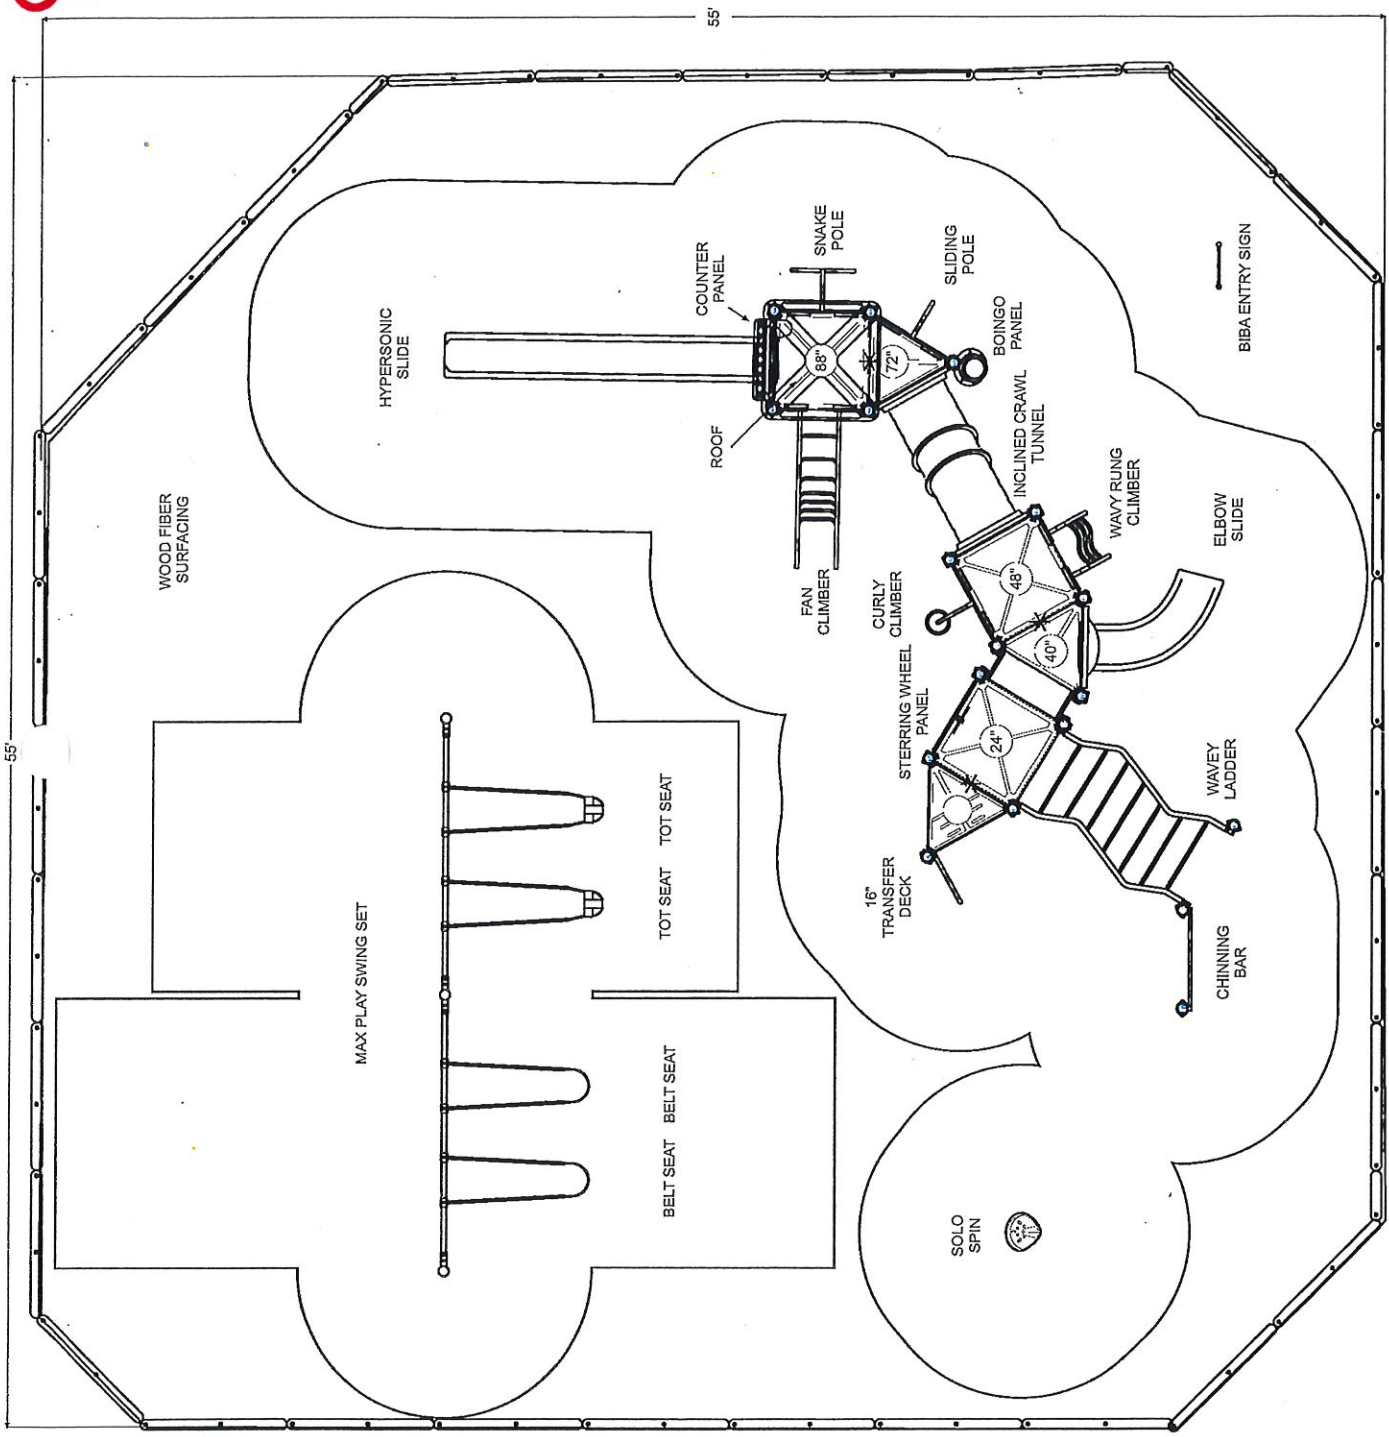 55'
55'
WOOD FIBER
SURFACING
HYPERSONIC
SLIDE
COUNTER
PANEL
SNAKE
POLE
SLIDING
POLE
BOINGO
PANEL
BIBA ENTRY SIGN
ROOF
88"
72"
FAN
CLIMBER
INCLINED CRAWL
TUNNEL
WAVY RUNG
CLIMBER
ELBOW
SLIDE
CURLY
CLIMBER
48"
40"
STERRING WHEEL
PANEL
24"
WAVEY
LADDER
16"
TRANSFER
DECK
CHINNING
BAR
MAX PLAY SWING SET
TOT SEAT
TOT SEAT
BELT SEAT
BELT SEAT
SOLO
SPIN